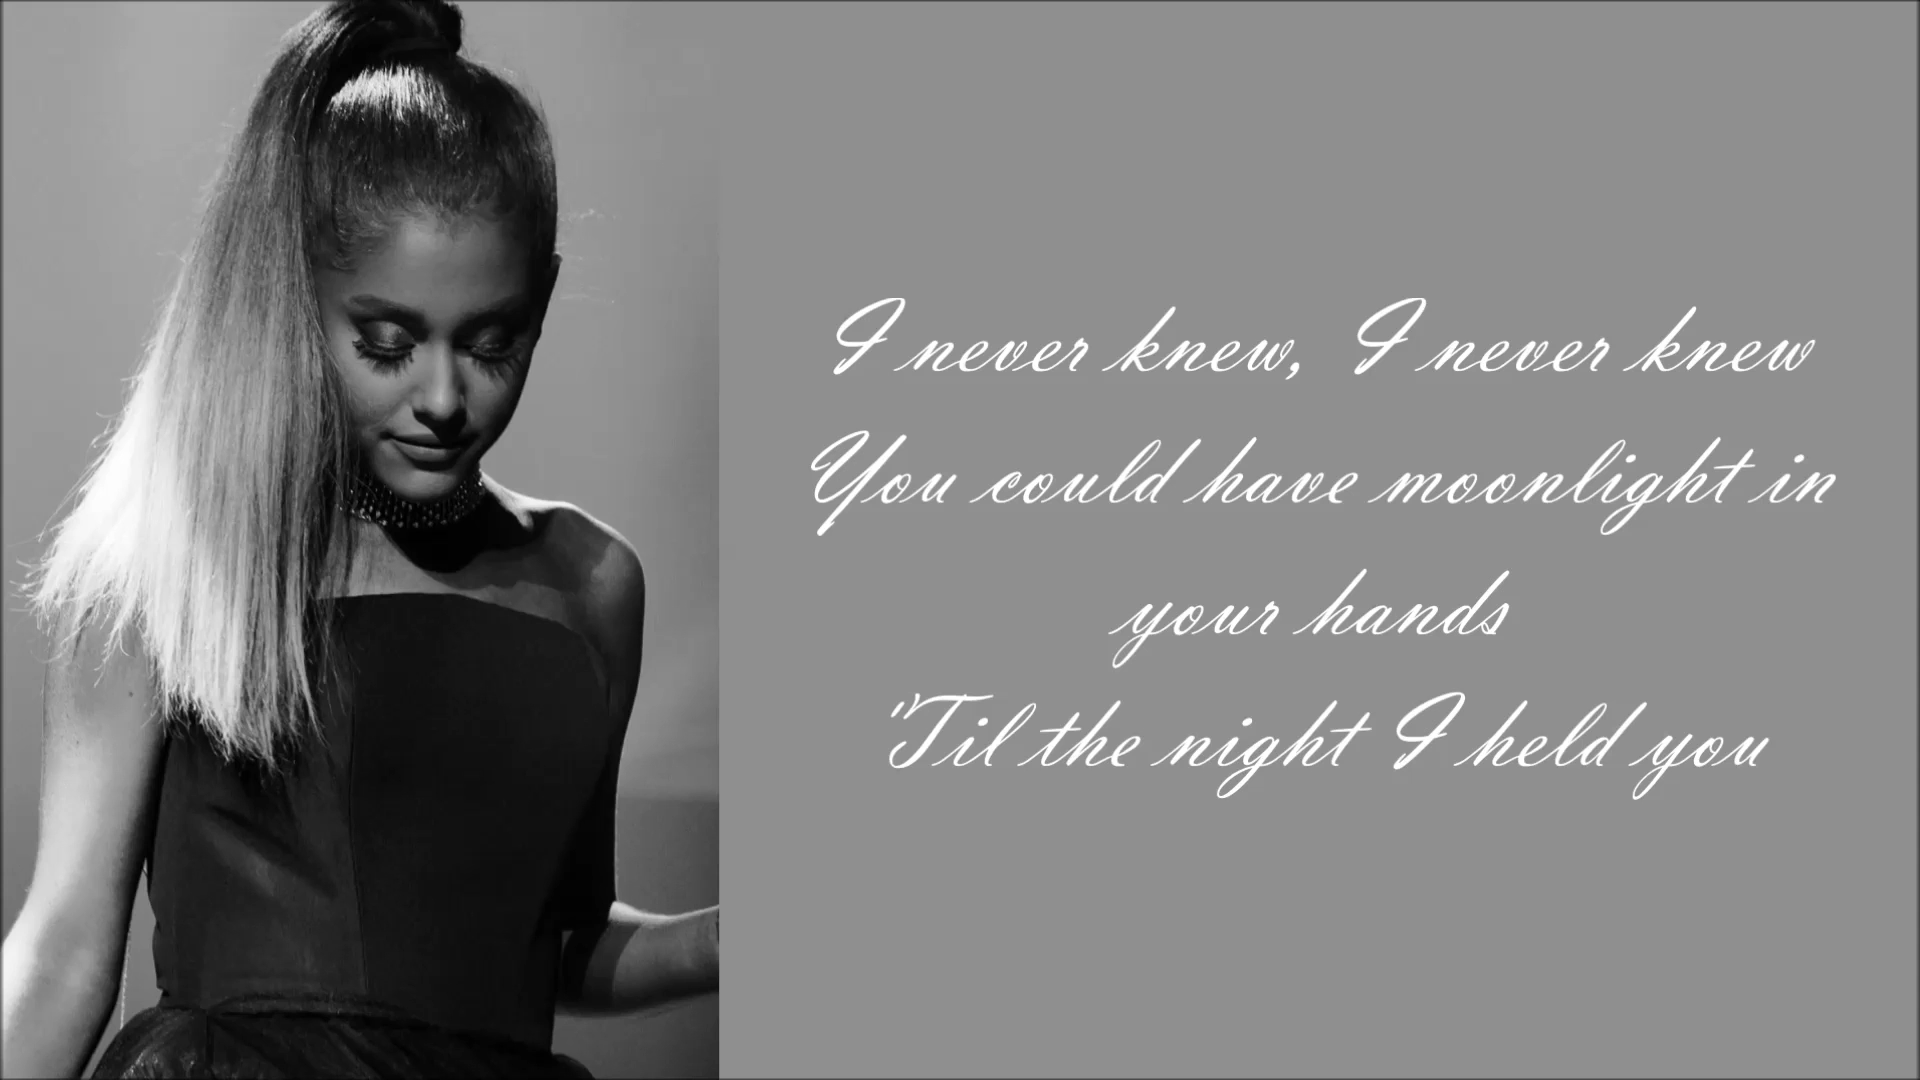 I never knew, I never knew
You could have moonlight in
your hands
'Til the night I held you